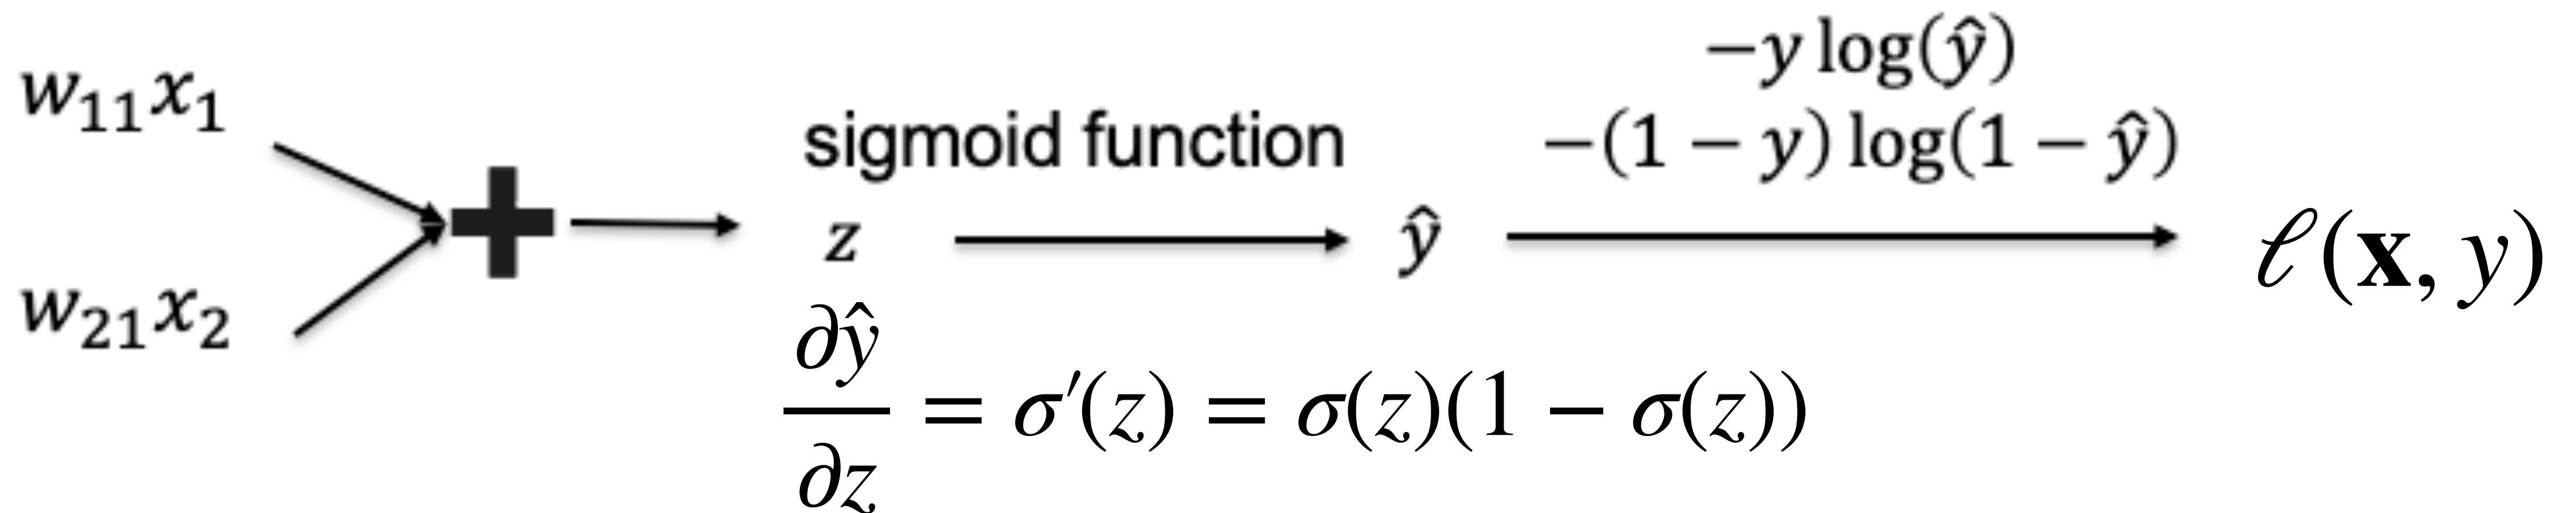 −y log(ŷ)
−(1 − y) log(1 − ŷ)
w₁₁x₁
sigmoid function
z
ŷ
ℓ(𝐱, y)
w₂₁x₂
∂ŷ/∂z = σ′(z) = σ(z)(1 − σ(z))